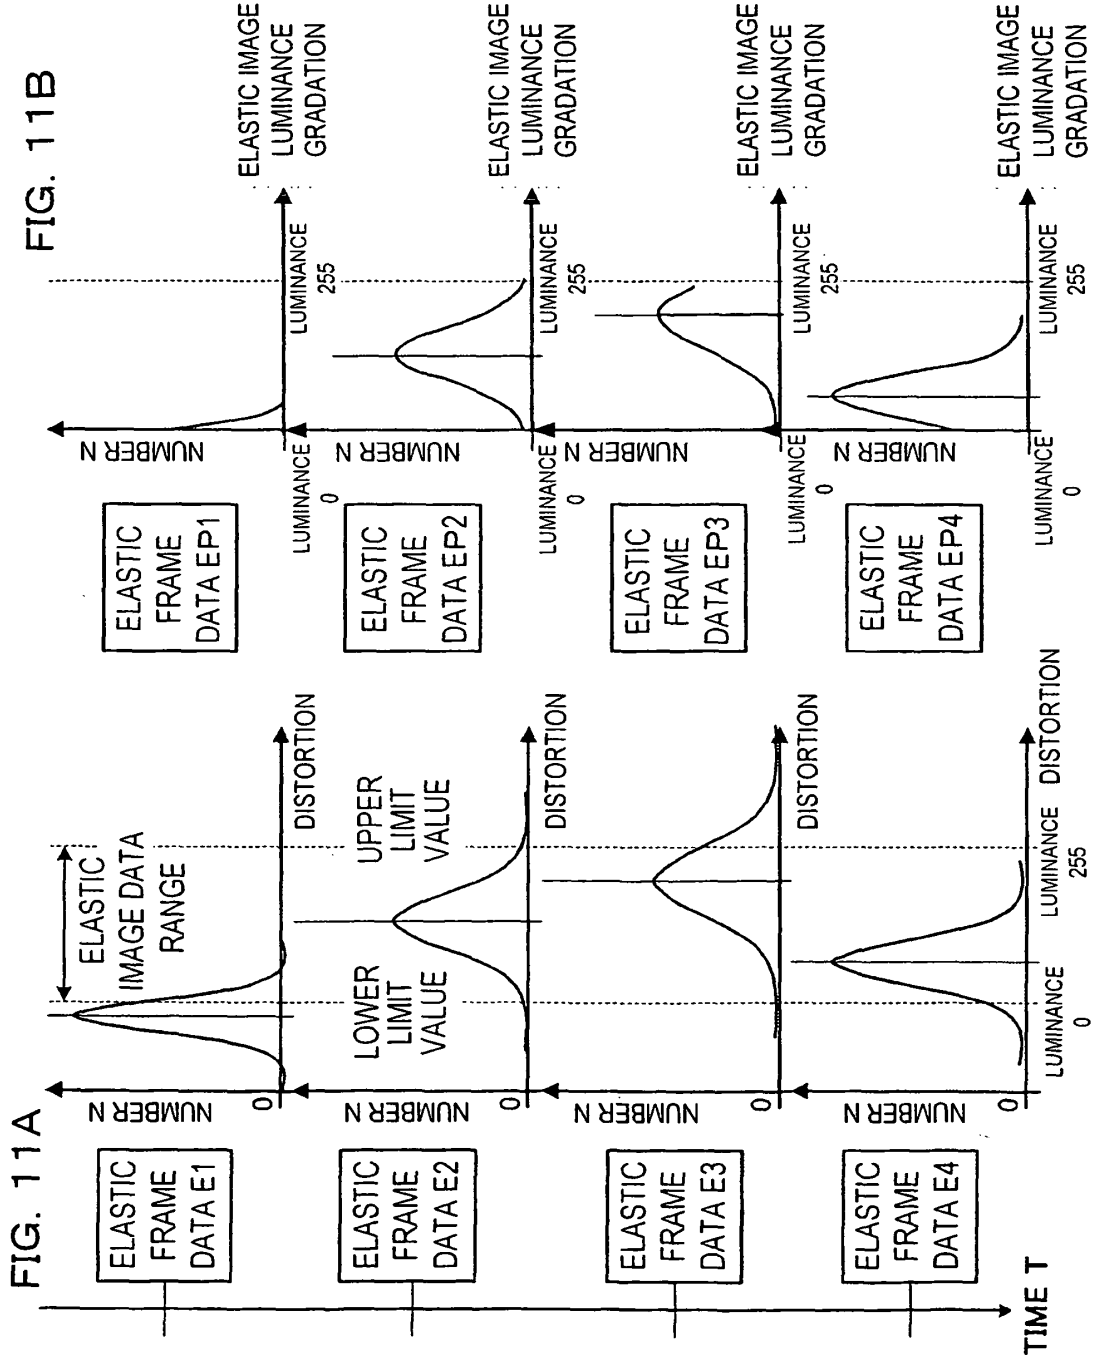 FIG. 11A
ELASTIC
FRAME
DATA E1
NUMBER N
0
DISTORTION
ELASTIC
IMAGE DATA
RANGE
ELASTIC
FRAME
DATA E2
NUMBER N
0
DISTORTION
LOWER
LIMIT
VALUE
UPPER
LIMIT
VALUE
ELASTIC
FRAME
DATA E3
NUMBER N
0
DISTORTION
ELASTIC
FRAME
DATA E4
NUMBER N
0
LUMINANCE
0
LUMINANCE
255
DISTORTION
TIME T
FIG. 11B
ELASTIC
FRAME
DATA EP1
NUMBER N
LUMINANCE
0
LUMINANCE
255
ELASTIC IMAGE
LUMINANCE
GRADATION
ELASTIC
FRAME
DATA EP2
NUMBER N
LUMINANCE
0
LUMINANCE
255
ELASTIC IMAGE
LUMINANCE
GRADATION
ELASTIC
FRAME
DATA EP3
NUMBER N
LUMINANCE
0
LUMINANCE
255
ELASTIC IMAGE
LUMINANCE
GRADATION
ELASTIC
FRAME
DATA EP4
NUMBER N
LUMINANCE
0
LUMINANCE
255
ELASTIC IMAGE
LUMINANCE
GRADATION